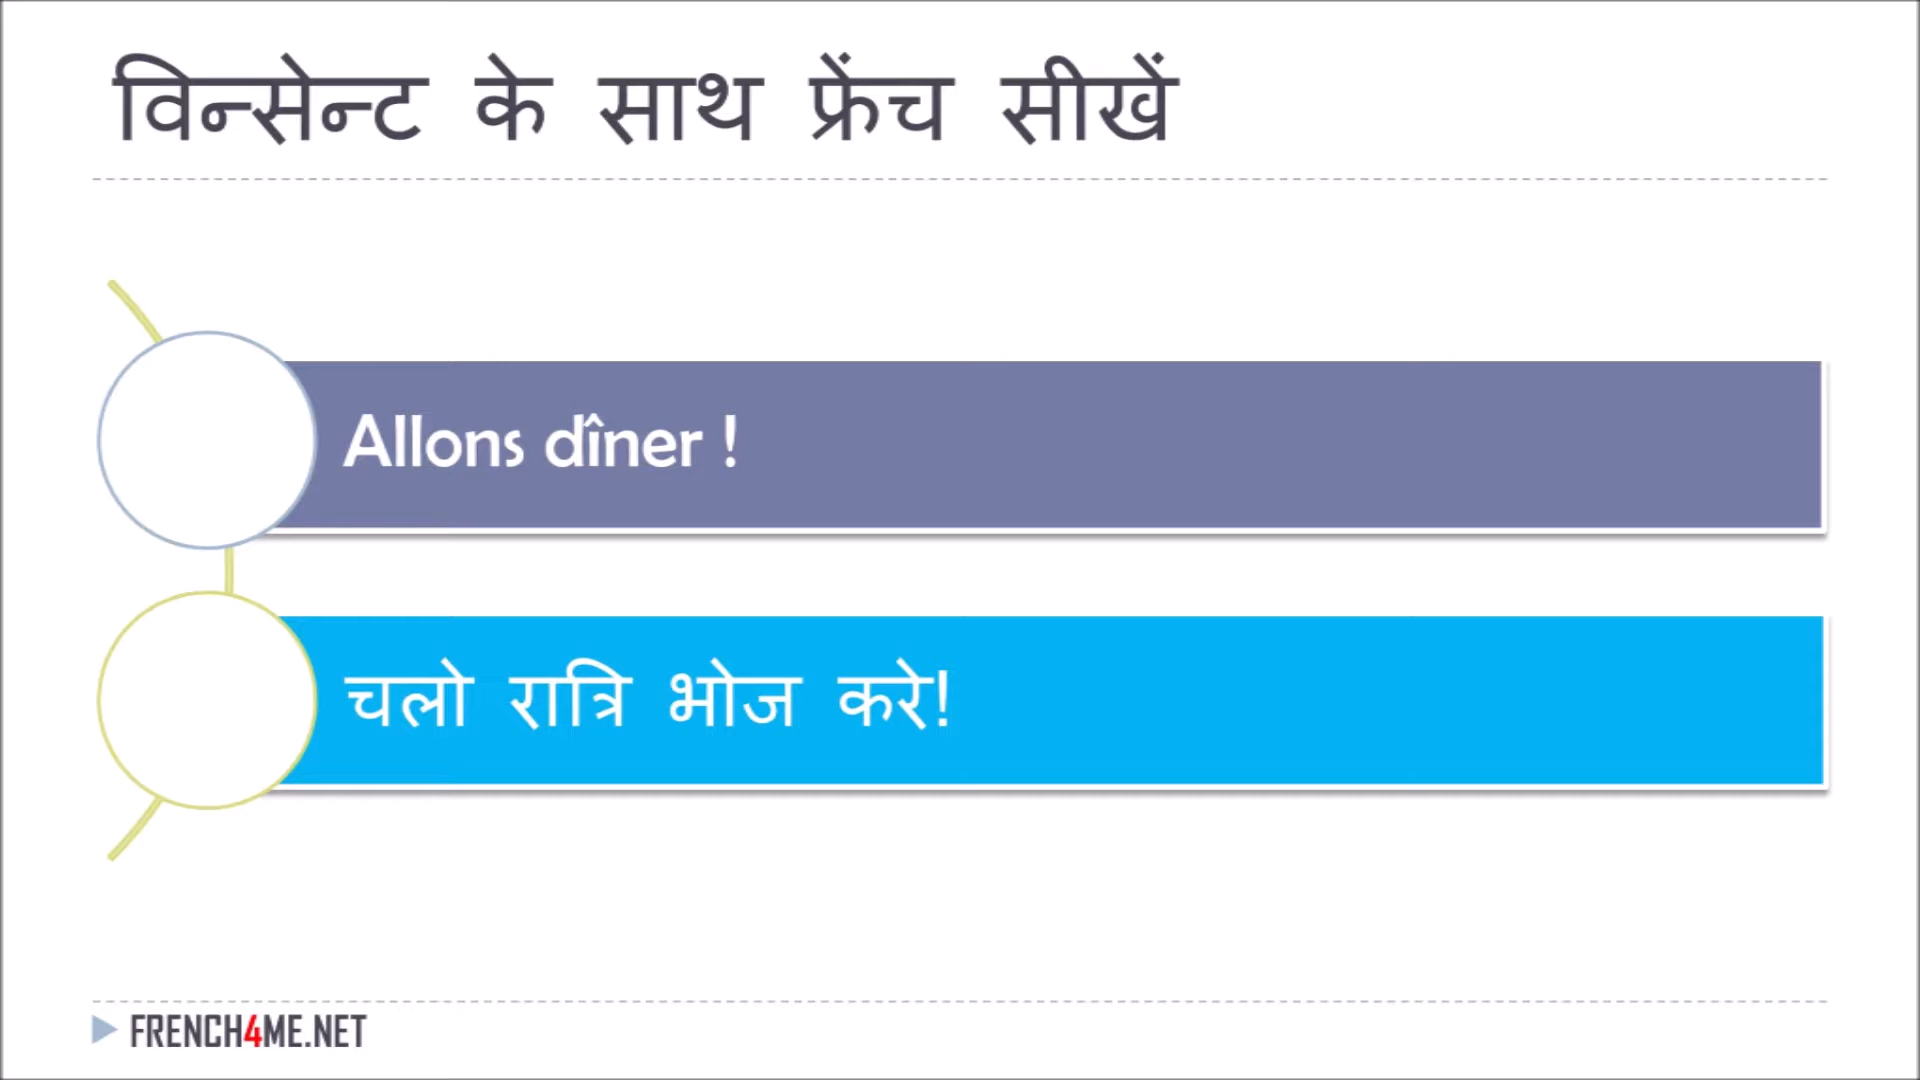 विन्सेन्ट के साथ फ्रेंच सीखें
Allons dîner !
चलो रात्रि भोज करे!
FRENCH4ME.NET